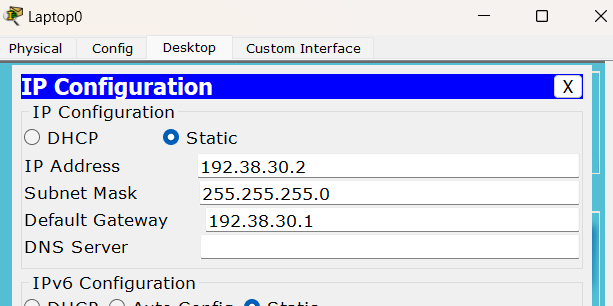 Laptop0
Physical Config Desktop Custom Interface
IP Configuration X
IP Configuration
DHCP Static
IP Address 192.38.30.2
Subnet Mask 255.255.255.0
Default Gateway 192.38.30.1
DNS Server
IPv6 Configuration
DHCP Auto Config Static